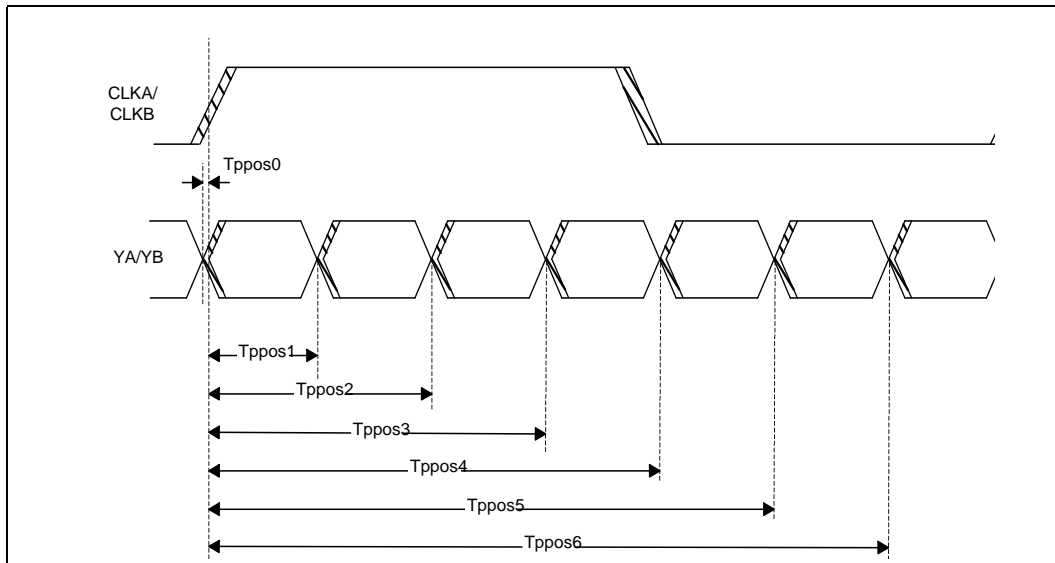 CLKA/
CLKB
Tppos0
YA/YB
Tppos1
Tppos2
Tppos3
Tppos4
Tppos5
Tppos6